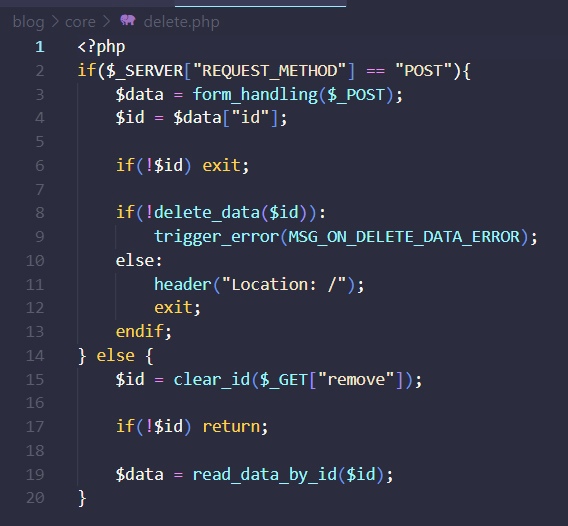 blog > core > delete.php
1 <?php
2 if($_SERVER["REQUEST_METHOD"] == "POST"){
3     $data = form_handling($_POST);
4     $id = $data["id"];
5
6     if(!$id) exit;
7
8     if(!delete_data($id)):
9         trigger_error(MSG_ON_DELETE_DATA_ERROR);
10     else:
11         header("Location: /");
12         exit;
13     endif;
14 } else {
15     $id = clear_id($_GET["remove"]);
16
17     if(!$id) return;
18
19     $data = read_data_by_id($id);
20 }